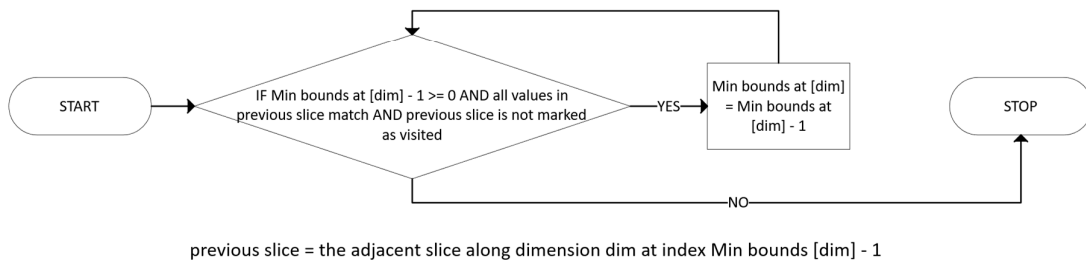 START
IF Min bounds at [dim] - 1 >= 0 AND all values in
previous slice match AND previous slice is not marked
as visited
YES
Min bounds at [dim]
= Min bounds at
[dim] - 1
STOP
NO
previous slice = the adjacent slice along dimension dim at index Min bounds [dim] - 1